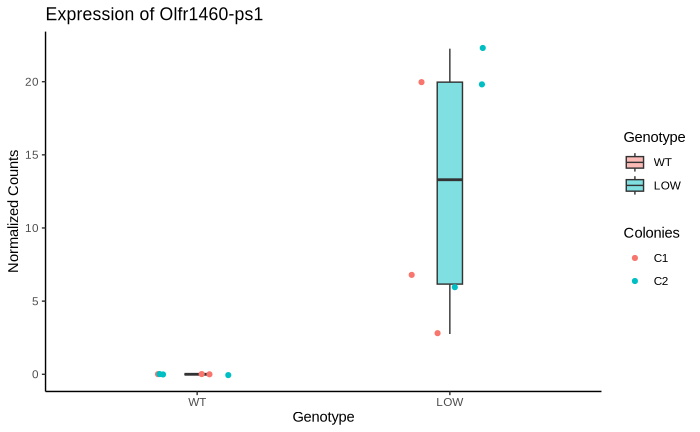 Expression of Olfr1460-ps1
Normalized Counts
20
15
10
5
0
WT
LOW
Genotype
Genotype
WT
LOW
Colonies
C1
C2